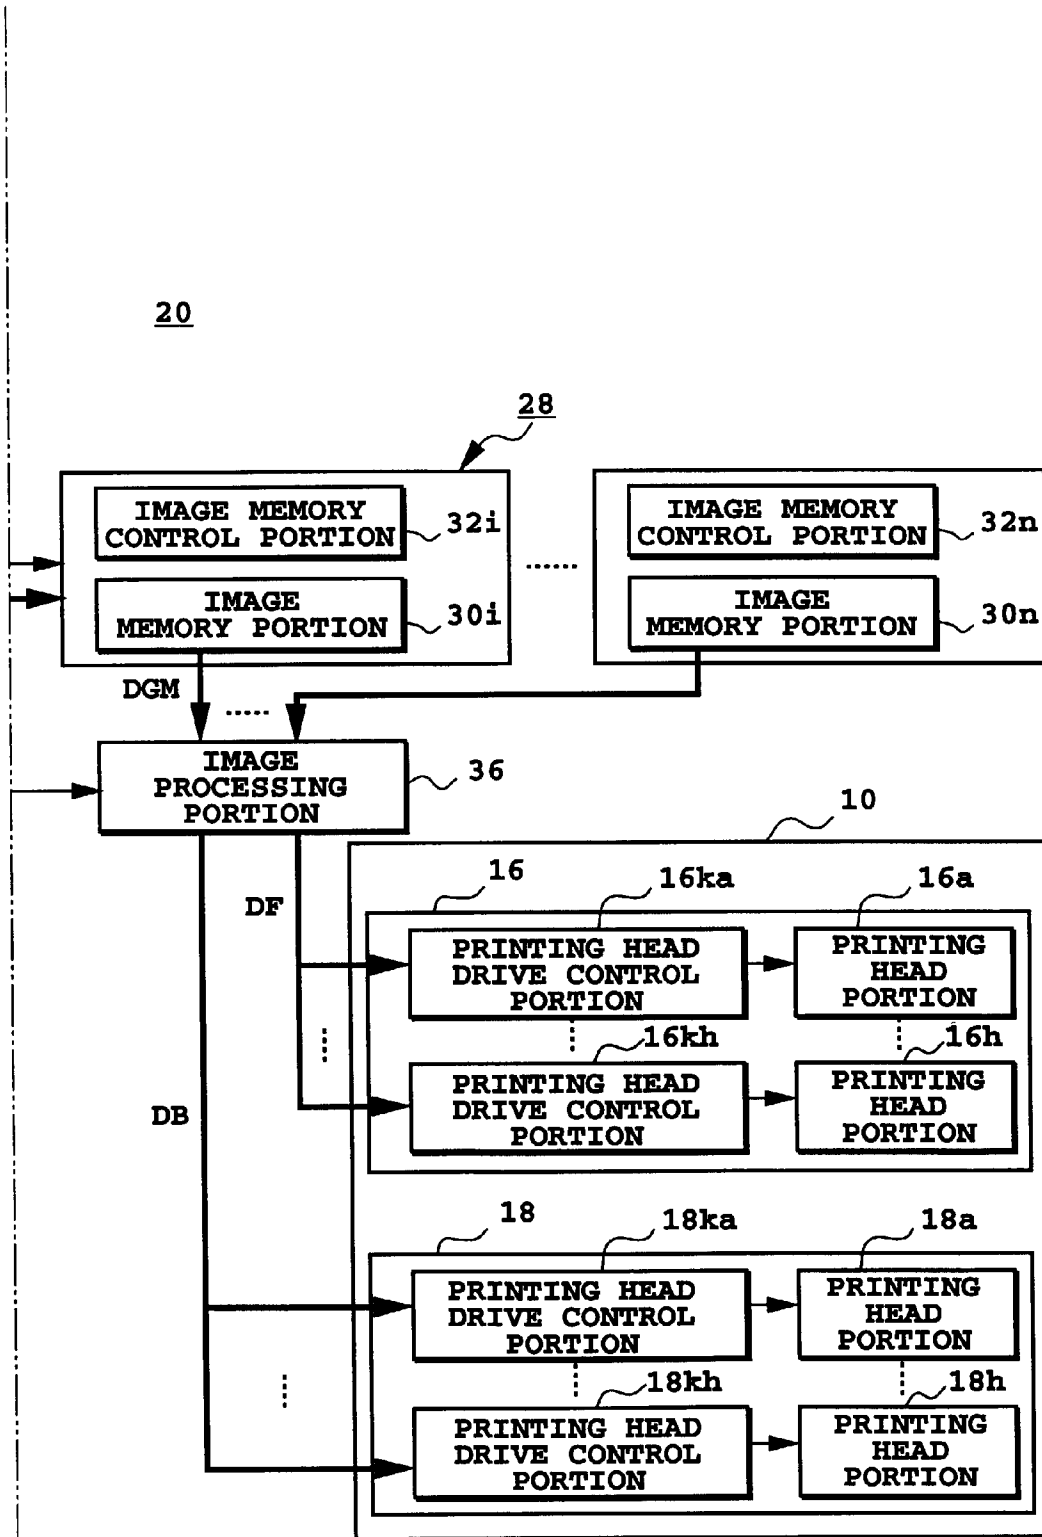 20
28
IMAGE MEMORY
CONTROL PORTION
32i
IMAGE
MEMORY PORTION
30i
......
IMAGE MEMORY
CONTROL PORTION
32n
IMAGE
MEMORY PORTION
30n
DGM
.....
IMAGE
PROCESSING
PORTION
36
10
DF
16
16ka
16a
PRINTING HEAD
DRIVE CONTROL
PORTION
PRINTING
HEAD
PORTION
16kh
16h
PRINTING HEAD
DRIVE CONTROL
PORTION
PRINTING
HEAD
PORTION
DB
18
18ka
18a
PRINTING HEAD
DRIVE CONTROL
PORTION
PRINTING
HEAD
PORTION
18kh
18h
PRINTING HEAD
DRIVE CONTROL
PORTION
PRINTING
HEAD
PORTION